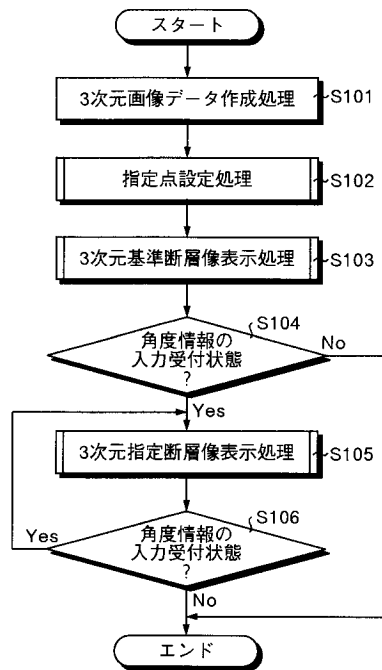 スタート
3次元画像データ作成処理
S101
指定点設定処理
S102
3次元基準断層像表示処理
S103
角度情報の
入力受付状態
?
S104
No
Yes
3次元指定断層像表示処理
S105
角度情報の
入力受付状態
?
S106
Yes
No
エンド